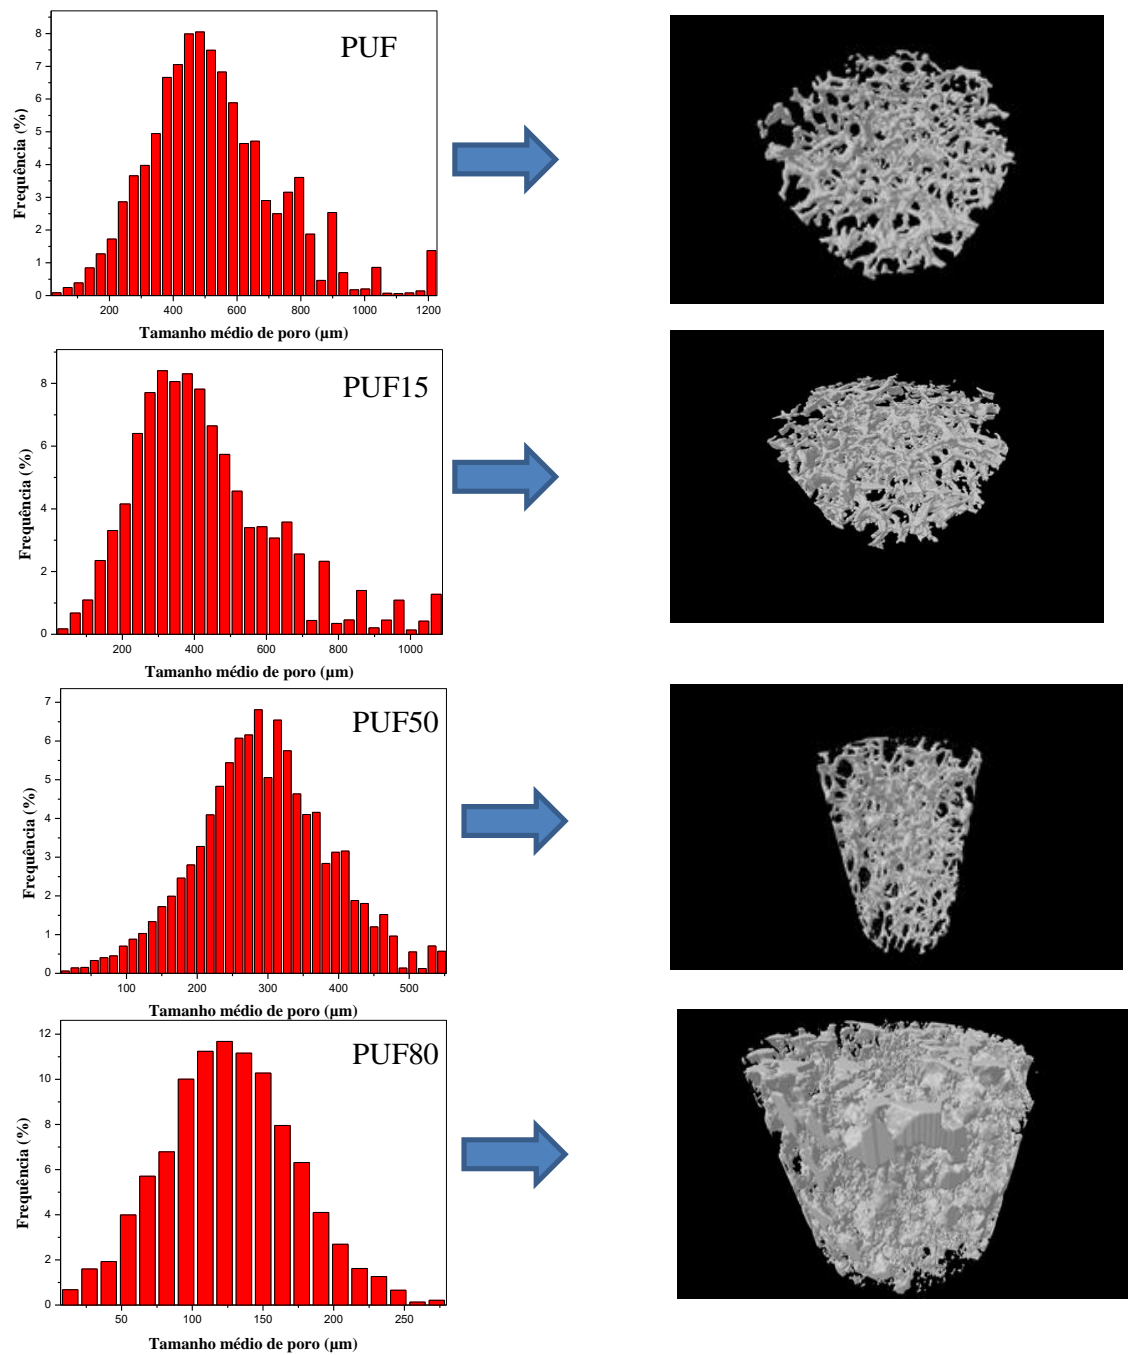 PUF
8
7
6
5
4
3
2
1
0
Frequência (%)
200 400 600 800 1000 1200
Tamanho médio de poro (µm)
PUF15
8
6
4
2
0
Frequência (%)
200 400 600 800 1000
Tamanho médio de poro (µm)
PUF50
7
6
5
4
3
2
1
0
Frequência (%)
100 200 300 400 500
Tamanho médio de poro (µm)
PUF80
12
10
8
6
4
2
0
Frequência (%)
50 100 150 200 250
Tamanho médio de poro (µm)